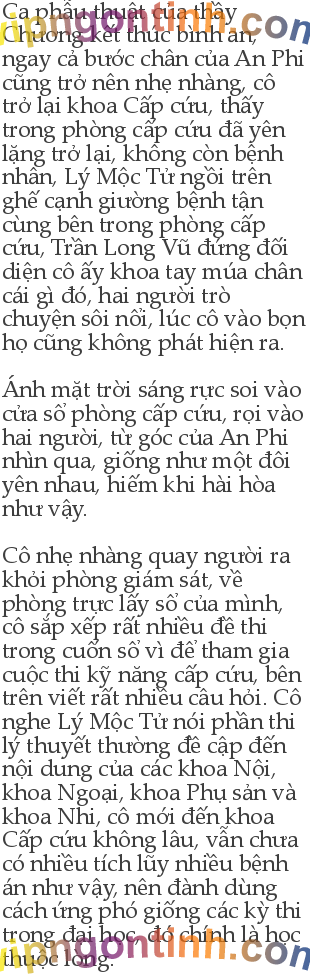 Ca phẫu thuật của thầy
Chương kết thúc bình an,
ngay cả bước chân của An Phi
cũng trở nên nhẹ nhàng, cô
trở lại khoa Cấp cứu, thấy
trong phòng cấp cứu đã yên
lặng trở lại, không còn bệnh
nhân, Lý Mộc Tử ngồi trên
ghế cạnh giường bệnh tận
cùng bên trong phòng cấp
cứu, Trần Long Vũ đứng đối
diện cô ấy khoa tay múa chân
cái gì đó, hai người trò
chuyện sôi nổi, lúc cô vào bọn
họ cũng không phát hiện ra.
Ánh mặt trời sáng rực soi vào
cửa sổ phòng cấp cứu, rọi vào
hai người, từ góc của An Phi
nhìn qua, giống như một đôi
yên nhau, hiếm khi hài hòa
như vậy.
Cô nhẹ nhàng quay người ra
khỏi phòng giám sát, về
phòng trực lấy sổ của mình,
cô sắp xếp rất nhiều đề thi
trong cuốn sổ vì để tham gia
cuộc thi kỹ năng cấp cứu, bên
trên viết rất nhiều câu hỏi. Cô
nghe Lý Mộc Tử nói phần thi
lý thuyết thường đề cập đến
nội dung của các khoa Nội,
khoa Ngoại, khoa Phụ sản và
khoa Nhi, cô mới đến khoa
Cấp cứu không lâu, vẫn chưa
có nhiều tích lũy nhiều bệnh
án như vậy, nên đành dùng
cách ứng phó giống các kỳ thi
trong đại học, đó chính là học
thuộc lòng.
vipngontinh.com
vipngontinh.com